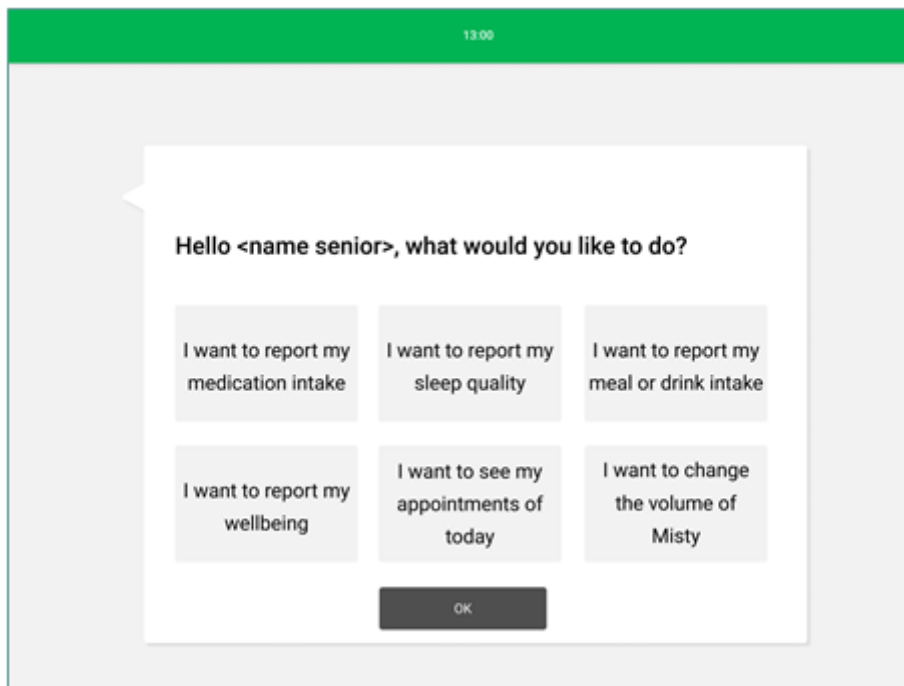 13:00
Hello <name senior>, what would you like to do?
I want to report my
medication intake
I want to report my
sleep quality
I want to report my
meal or drink intake
I want to report my
wellbeing
I want to see my
appointments of
today
I want to change
the volume of
Misty
OK